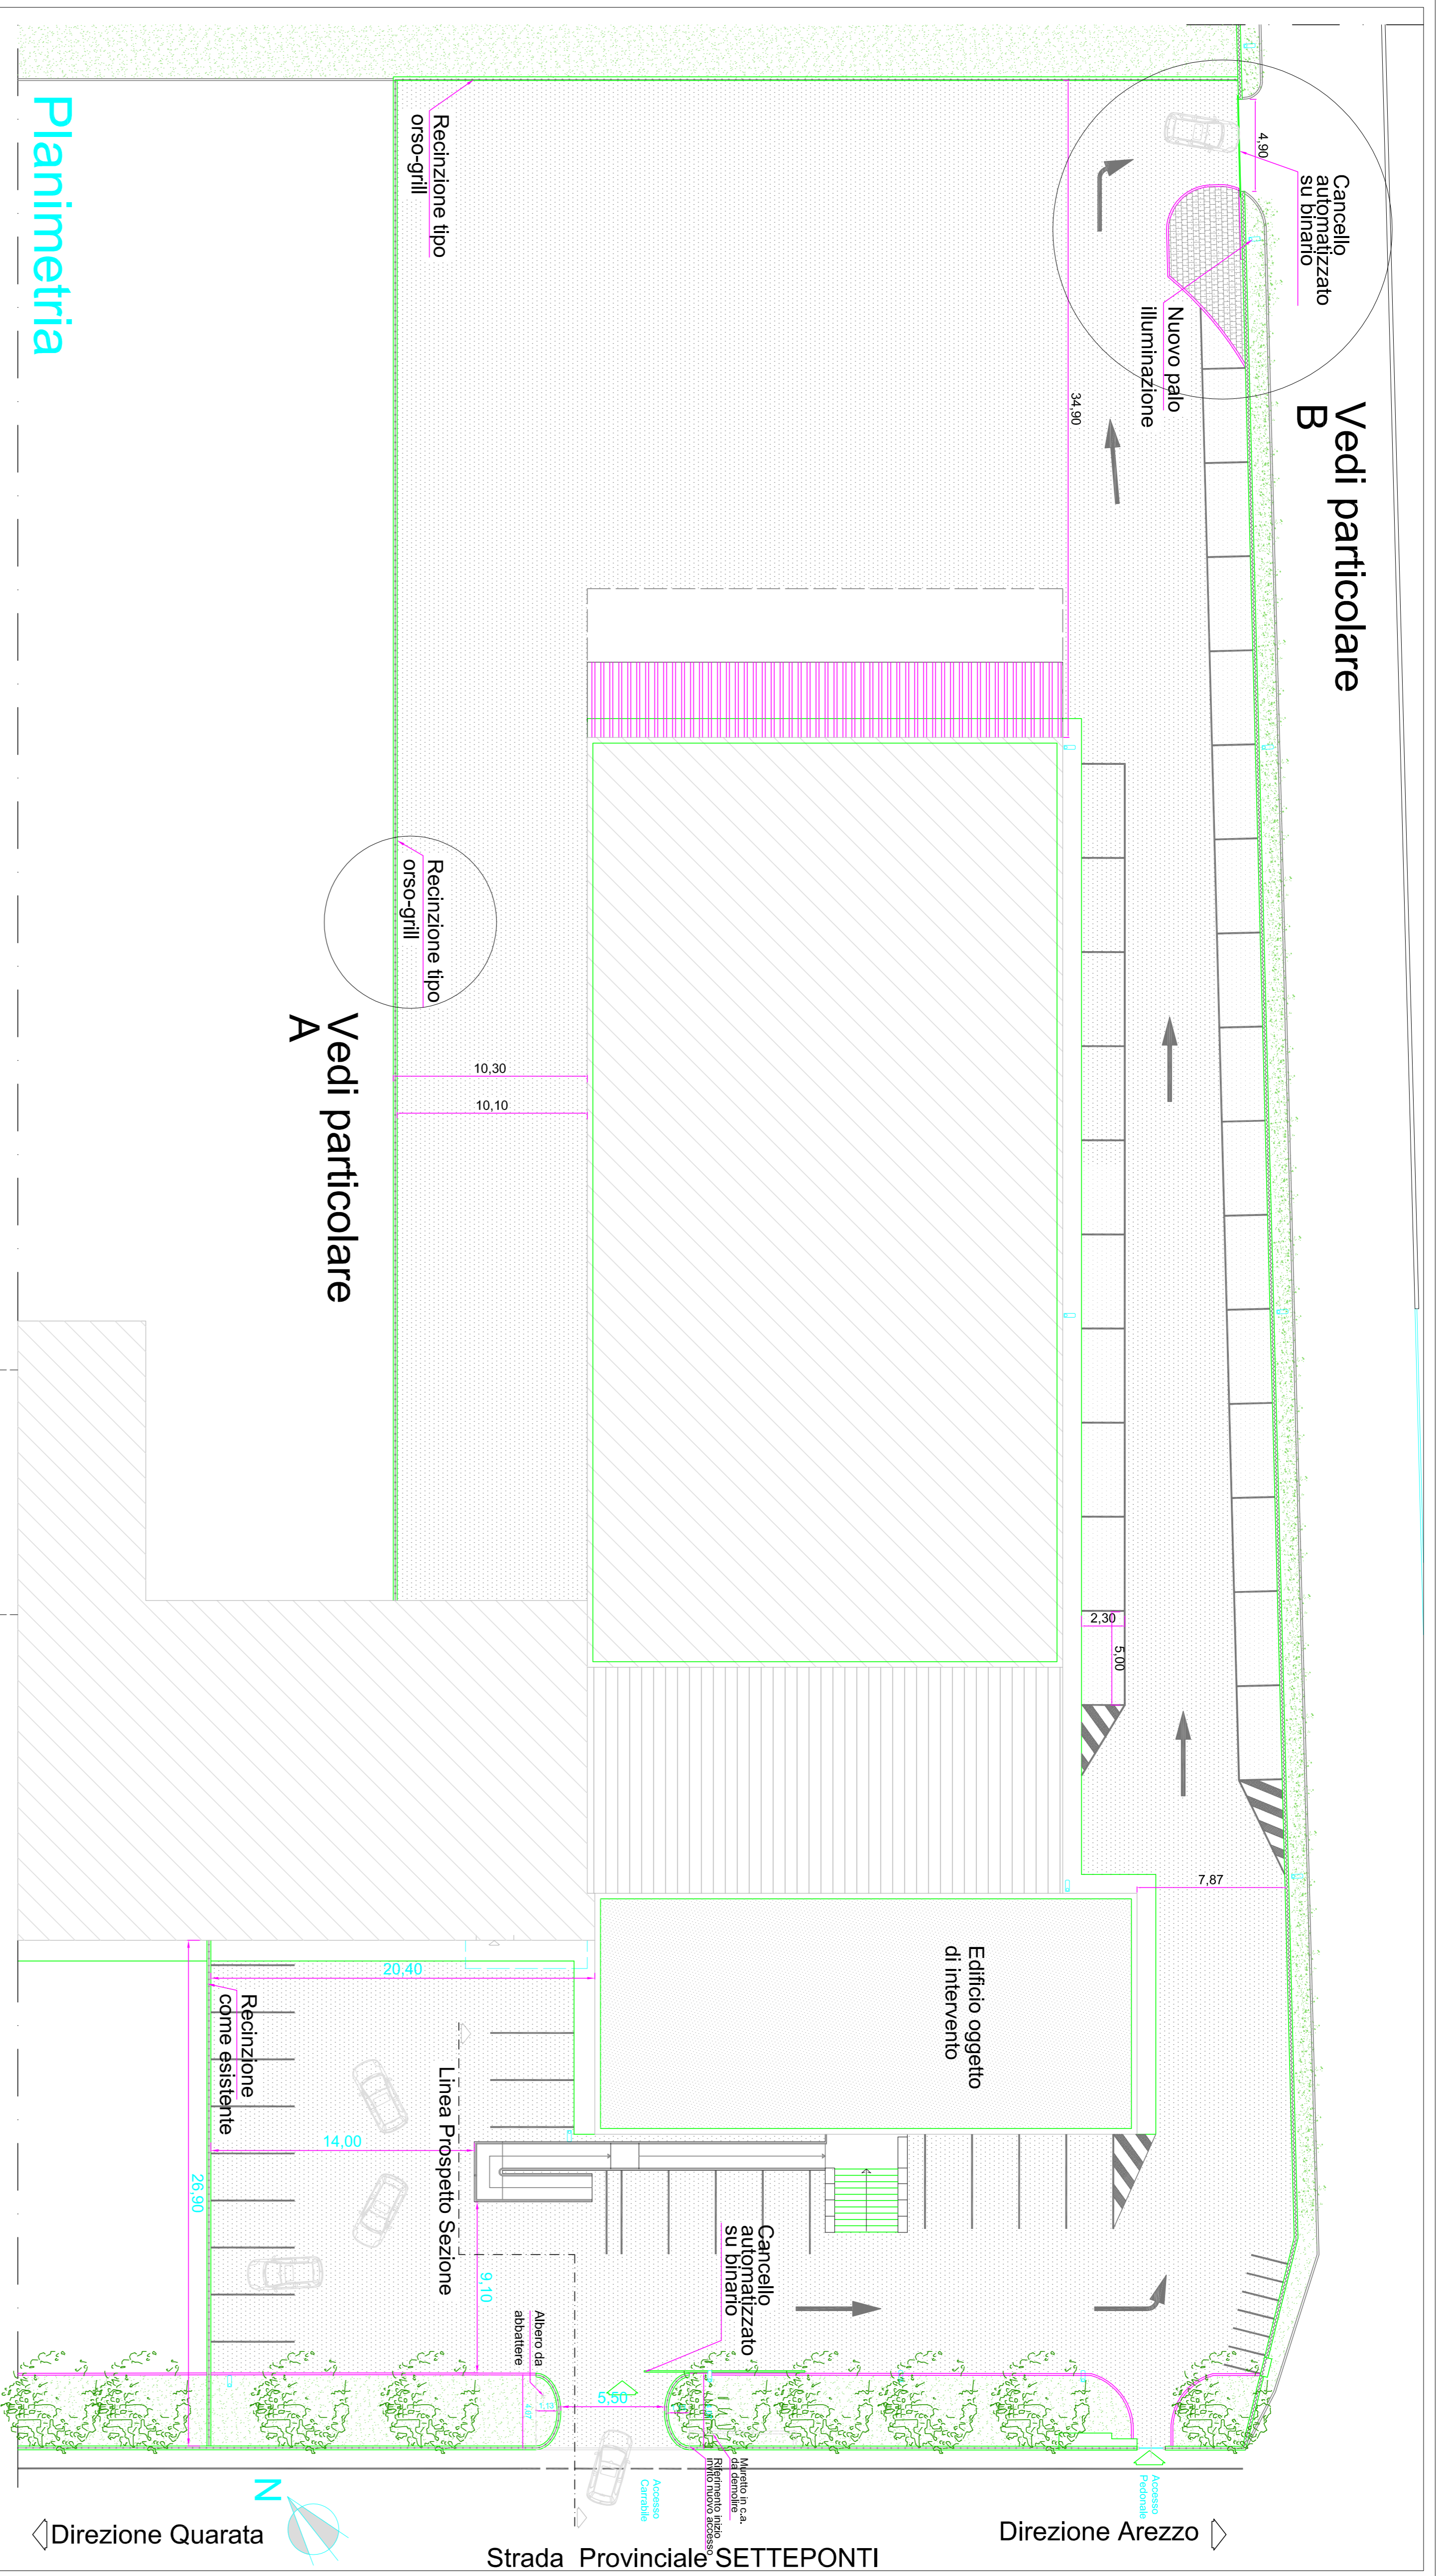 Planimetria
Vedi particolare
B
Cancello
automatizzato
su binario
4,90
Nuovo palo
illuminazione
34,90
Recinzione tipo
orso-grill
Recinzione tipo
orso-grill
Vedi particolare
A
10,30
10,10
2,30
5,00
7,87
Edificio oggetto
di intervento
20,40
Recinzione
come esistente
14,00
26,90
Linea Prospetto Sezione
9,10
Cancello
automatizzato
su binario
Albero da
abbattere
5,50
Muretto in c.a.
da demolire
Riferimento inizio
invito nuovo accesso
Accesso
Carrabile
Accesso
Pedonale
N
Direzione Quarata
Direzione Arezzo
Strada Provinciale SETTEPONTI